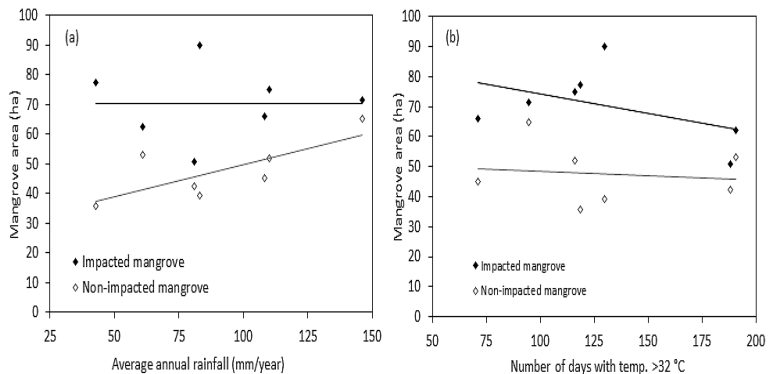 (a)
Mangrove area (ha)
100
90
80
70
60
50
40
30
20
10
0
Impacted mangrove
Non-impacted mangrove
25 50 75 100 125 150
Average annual rainfall (mm/year)
(b)
Mangrove area (ha)
100
90
80
70
60
50
40
30
20
10
0
Impacted mangrove
Non-impacted mangrove
50 75 100 125 150 175 200
Number of days with temp. >32 °C